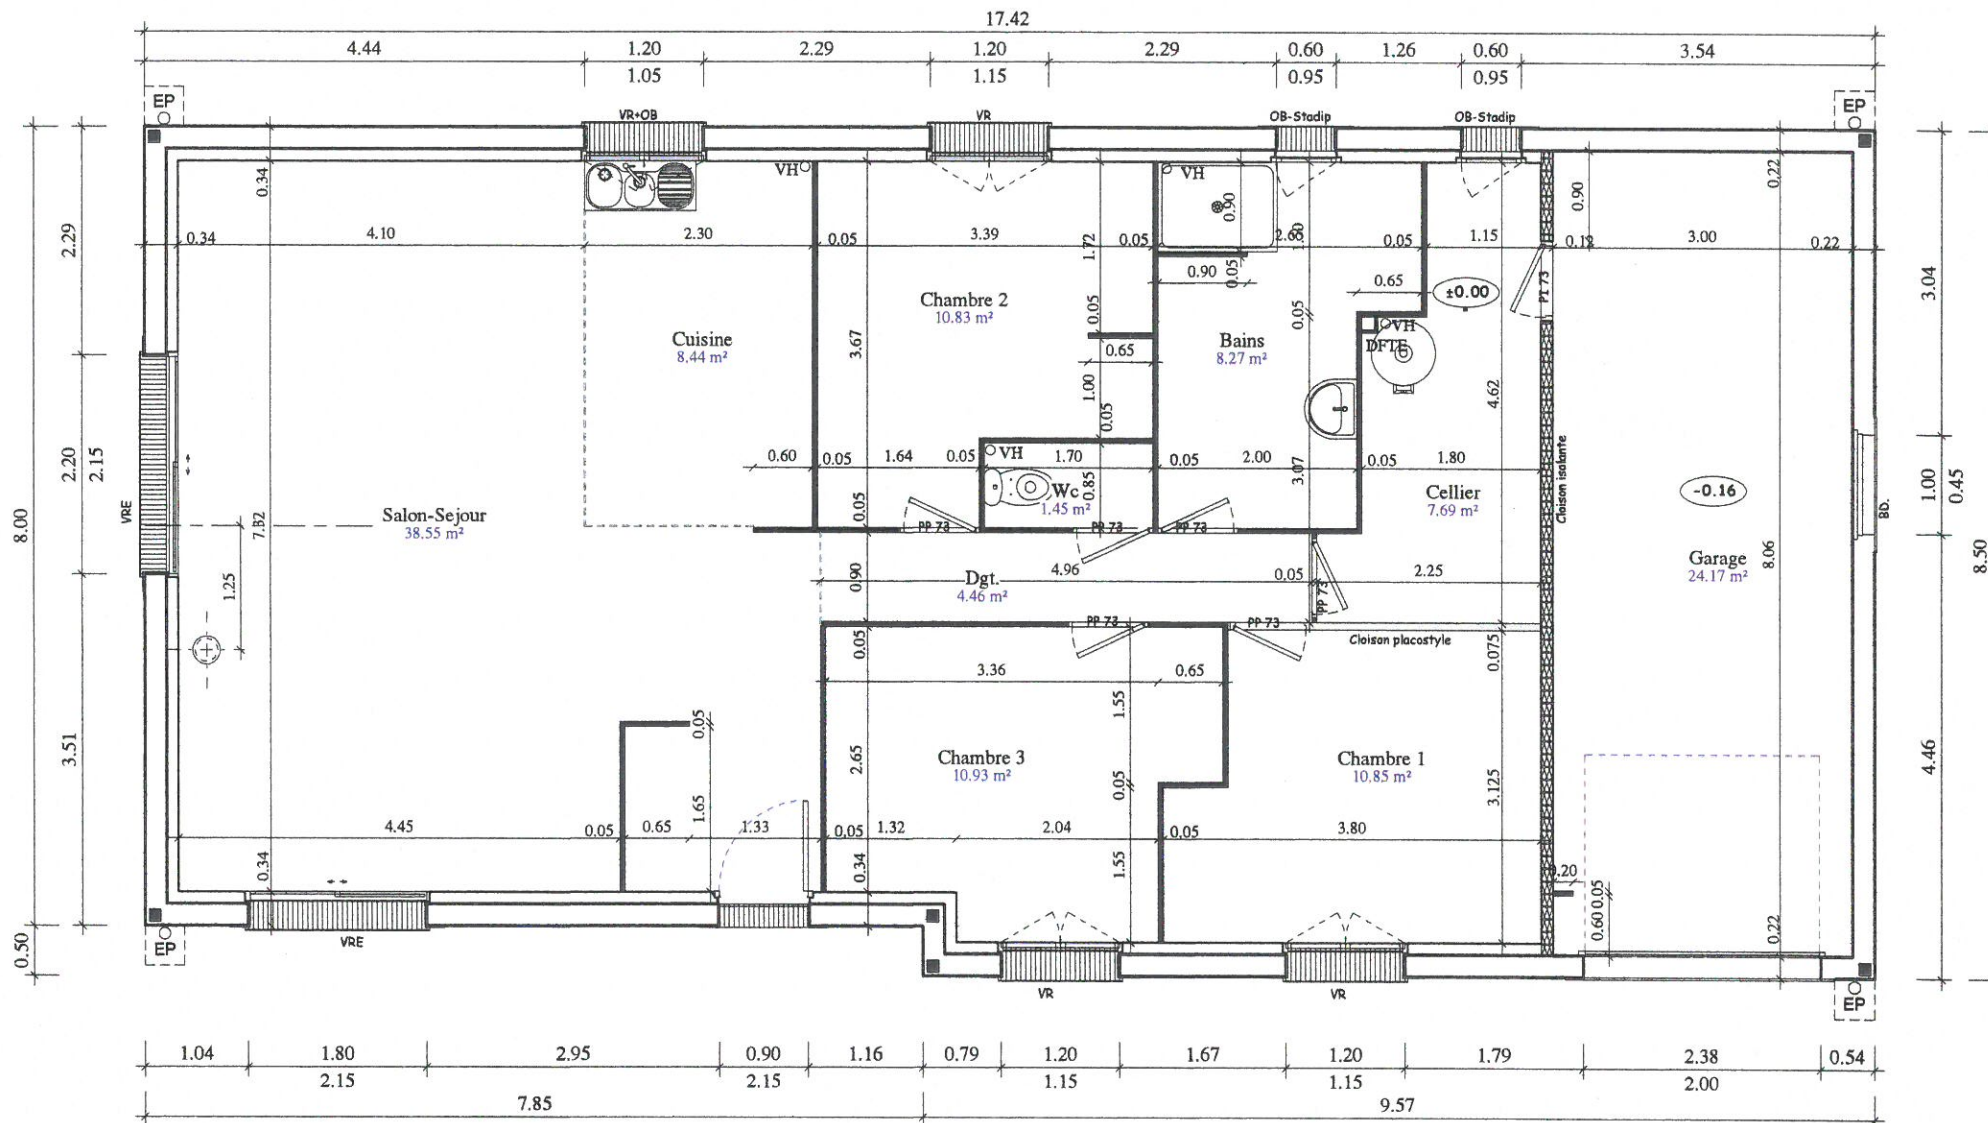 17.42
4.44 1.20 2.29 1.20 2.29 0.60 1.26 0.60 3.54
1.05 1.15 0.95 0.95
EP EP
VR+OB VR OB-Stadip OB-Stadip
VH VH
0.34 0.22 0.90 0.90
0.34 4.10 2.30 0.05 3.39 1.72 0.05 2.60 0.05 1.15 0.12 3.00 0.22
2.29 3.04
0.90 0.05 0.65 ±0.00 PI 73
Chambre 2
10.83 m²
0.05 0.05
VH
DFTE
Cuisine
8.44 m²
3.67
Bains
8.27 m²
0.65
1.00 4.62
0.05
VH
0.60 0.05 1.64 0.05 1.70 0.05 2.00 0.05 1.80
3.07
Cloison isolante
2.20 2.15
1.00 0.45
8.00 8.50
VRE BD.
Wc
1.45 m²
0.85
Cellier
7.69 m²
-0.16
Salon-Sejour
38.55 m²
7.32
0.05
PP 73 PP 73 PP 73
Garage
24.17 m²
8.06
1.25
0.90
Dgt.
4.46 m²
4.96 0.05 2.25
PP 73
PP 73 PP 73
Cloison placostyle
0.05 0.075
3.36 0.65
1.55
0.05
3.51 4.46
2.65
Chambre 3
10.93 m²
Chambre 1
10.85 m²
0.05 3.125
1.65
4.45 0.05 0.65 1.33 0.05 1.32 2.04 0.05 3.80
0.34 0.34 1.55
0.20
0.05
0.60
0.22
0.50
EP
VRE
VR VR
EP
1.04 1.80 2.95 0.90 1.16 0.79 1.20 1.67 1.20 1.79 2.38 0.54
2.15 2.15 1.15 1.15 2.00
7.85 9.57